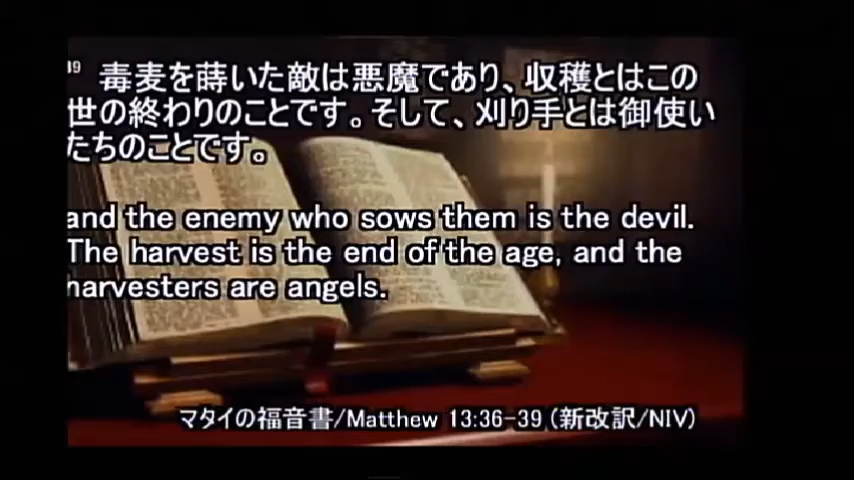 39 毒麦を蒔いた敵は悪魔であり、収穫とはこの
世の終わりのことです。そして、刈り手とは御使い
たちのことです。
and the enemy who sows them is the devil.
The harvest is the end of the age, and the
harvesters are angels.
マタイの福音書/Matthew 13:36-39 (新改訳/NIV)